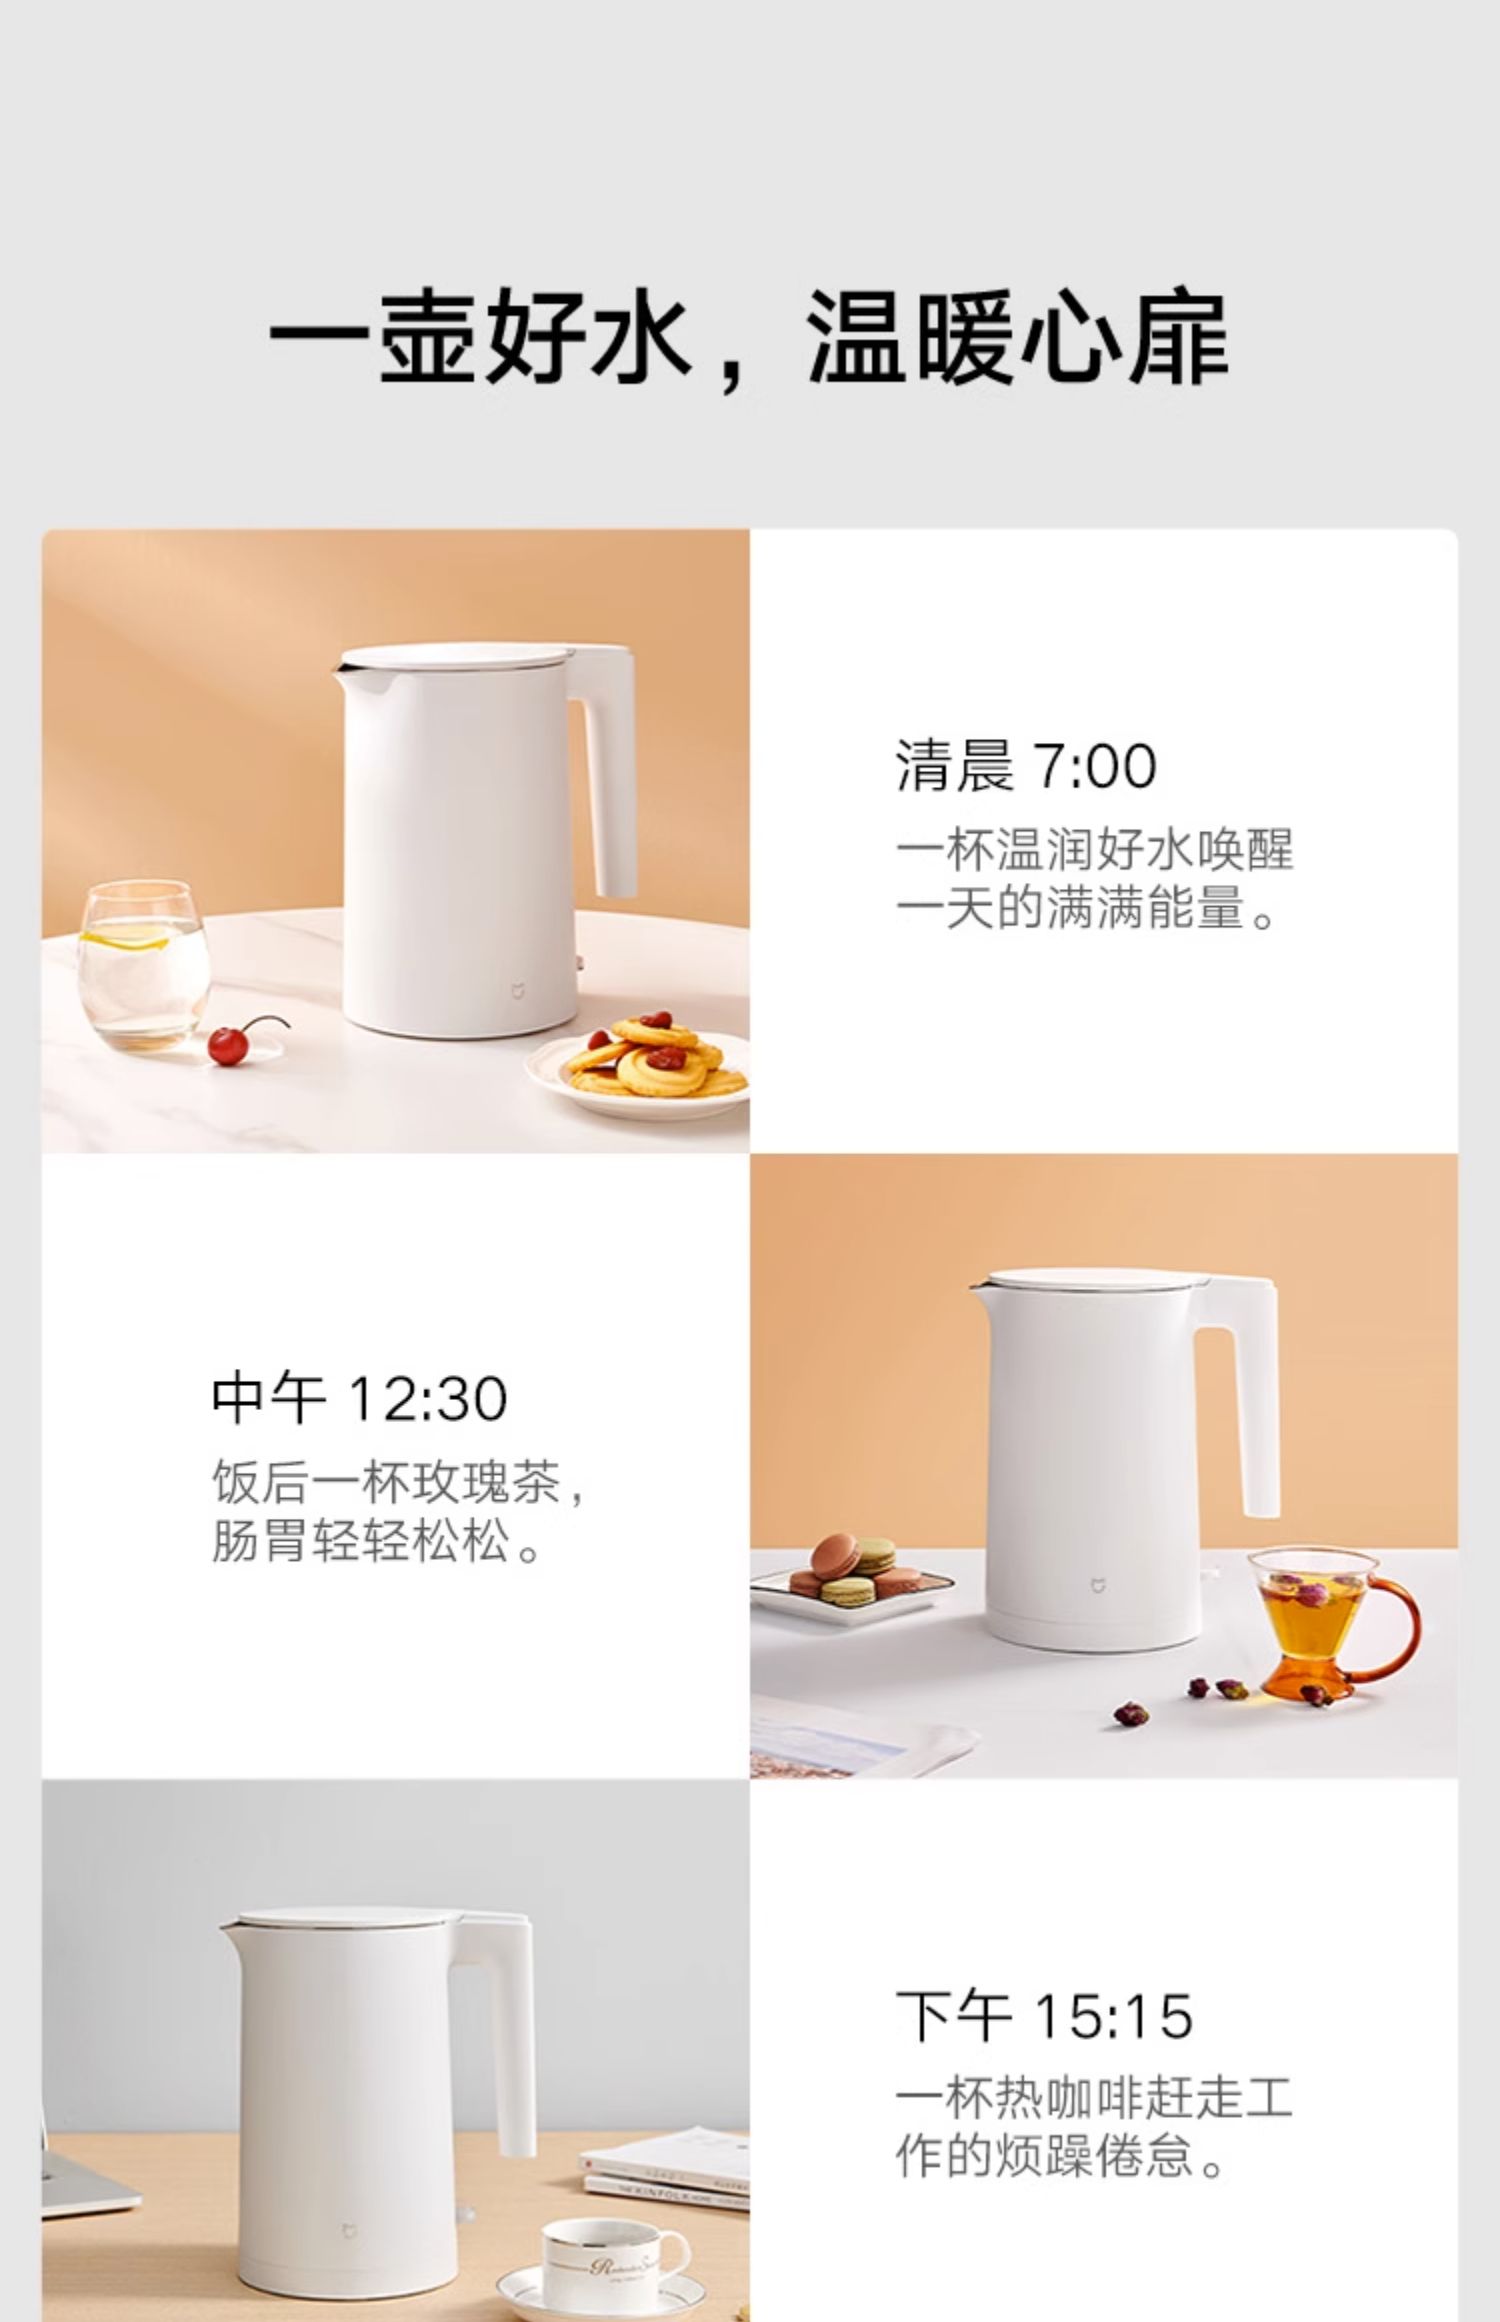 一壶好水，温暖心扉
清晨 7:00
一杯温润好水唤醒
一天的满满能量。
中午 12:30
饭后一杯玫瑰茶，
肠胃轻轻松松。
下午 15:15
一杯热咖啡赶走工
作的烦躁倦怠。
THE KINFOLK HOME